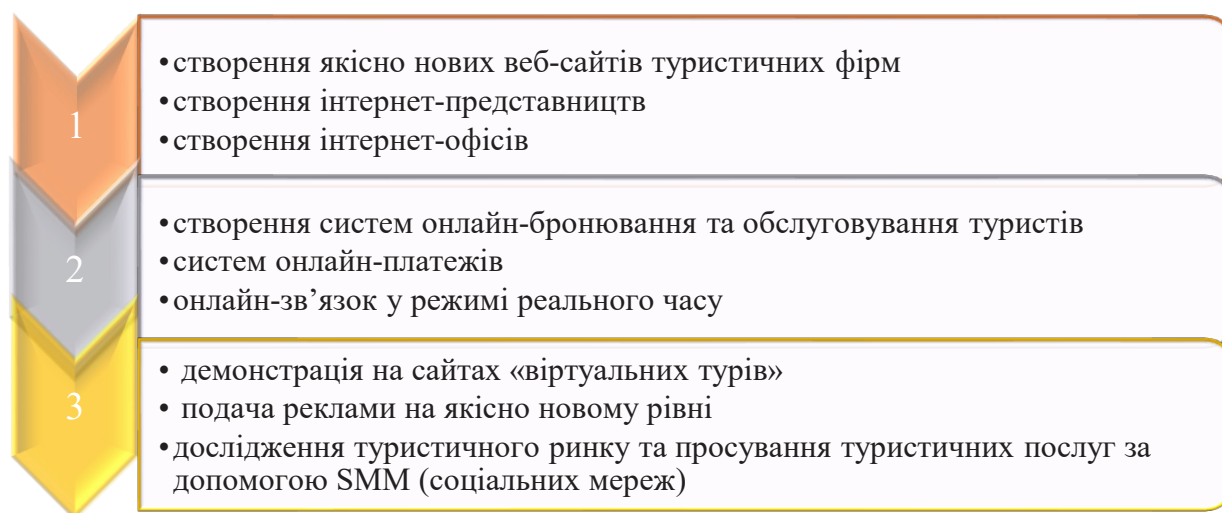 1
•створення якісно нових веб-сайтів туристичних фірм
•створення інтернет-представництв
•створення інтернет-офісів
2
•створення систем онлайн-бронювання та обслуговування туристів
•систем онлайн-платежів
•онлайн-зв’язок у режимі реального часу
3
• демонстрація на сайтах «віртуальних турів»
• подача реклами на якісно новому рівні
•дослідження туристичного ринку та просування туристичних послуг за
допомогою SMM (соціальних мереж)